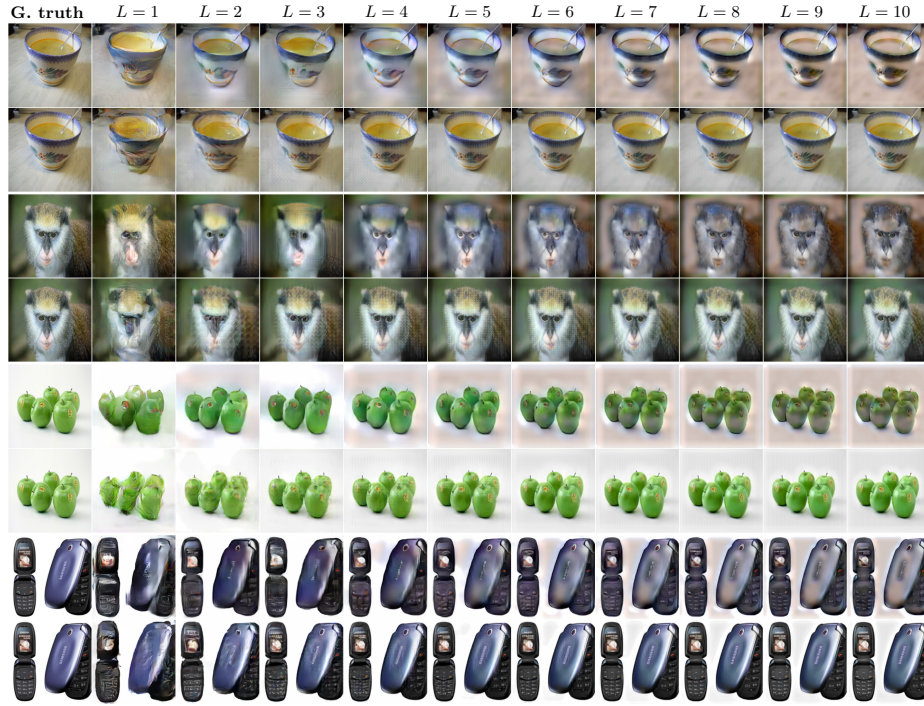 G. truth L = 1 L = 2 L = 3 L = 4 L = 5 L = 6 L = 7 L = 8 L = 9 L = 10